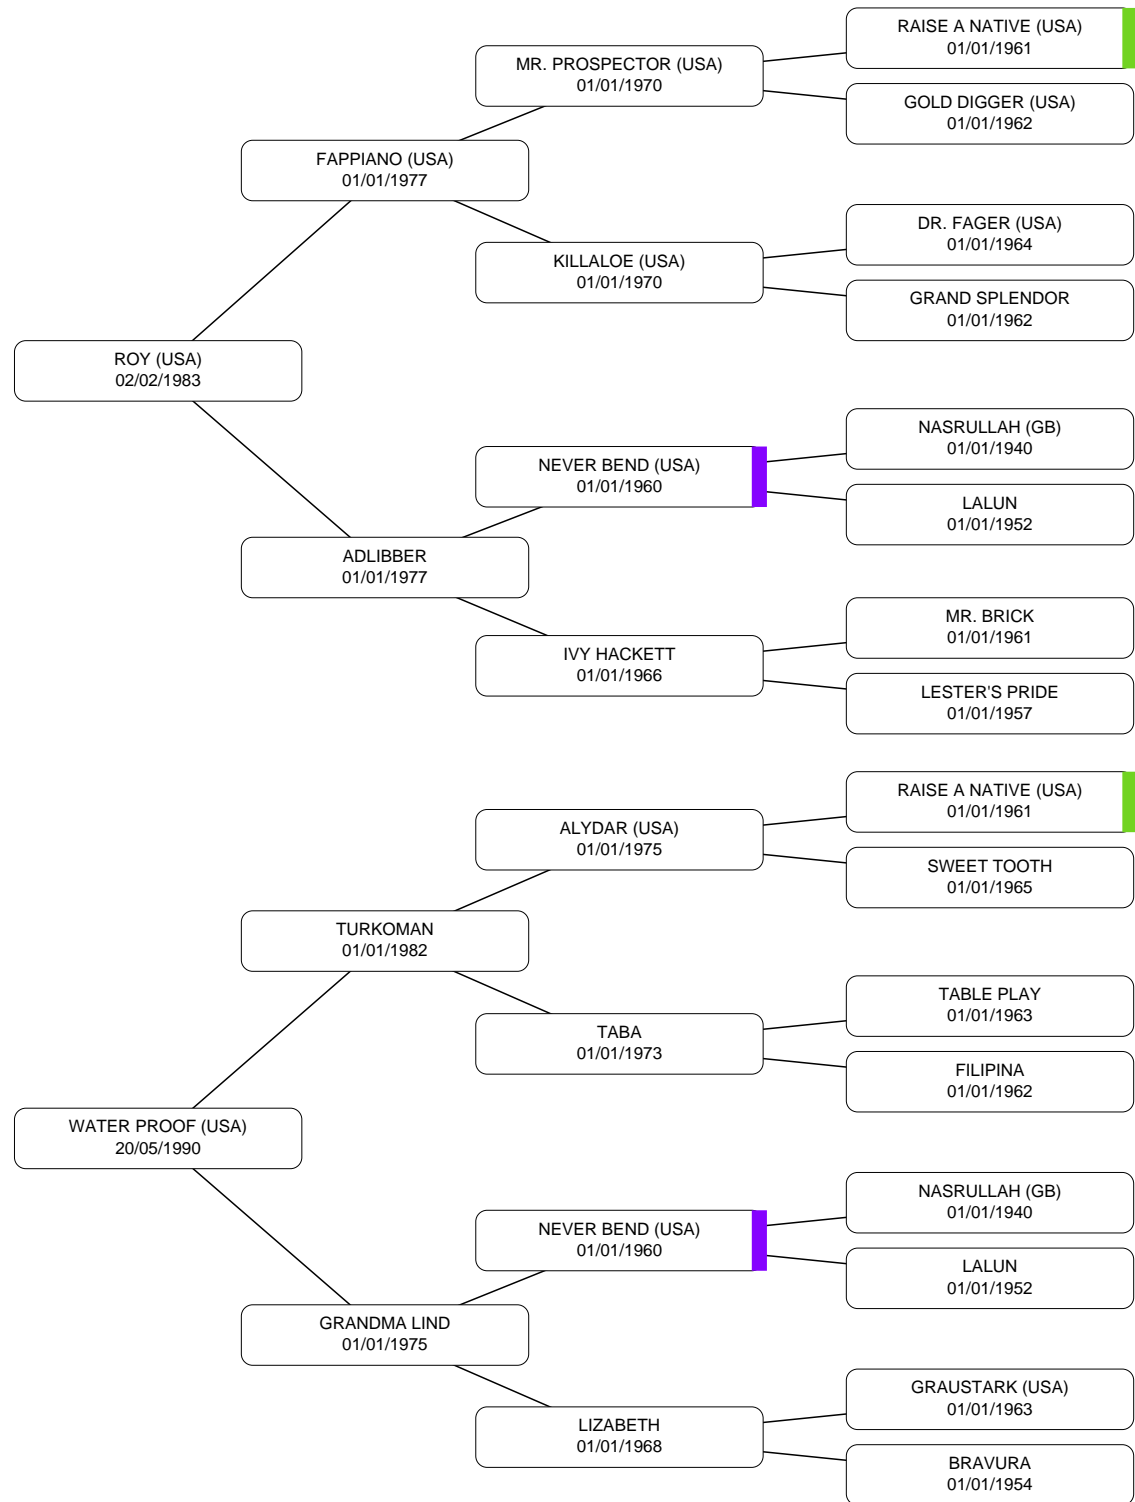 RAISE A NATIVE (USA)
01/01/1961
MR. PROSPECTOR (USA)
01/01/1970
GOLD DIGGER (USA)
01/01/1962
FAPPIANO (USA)
01/01/1977
DR. FAGER (USA)
01/01/1964
KILLALOE (USA)
01/01/1970
GRAND SPLENDOR
01/01/1962
ROY (USA)
02/02/1983
NASRULLAH (GB)
01/01/1940
NEVER BEND (USA)
01/01/1960
LALUN
01/01/1952
ADLIBBER
01/01/1977
MR. BRICK
01/01/1961
IVY HACKETT
01/01/1966
LESTER'S PRIDE
01/01/1957
RAISE A NATIVE (USA)
01/01/1961
ALYDAR (USA)
01/01/1975
SWEET TOOTH
01/01/1965
TURKOMAN
01/01/1982
TABLE PLAY
01/01/1963
TABA
01/01/1973
FILIPINA
01/01/1962
WATER PROOF (USA)
20/05/1990
NASRULLAH (GB)
01/01/1940
NEVER BEND (USA)
01/01/1960
LALUN
01/01/1952
GRANDMA LIND
01/01/1975
GRAUSTARK (USA)
01/01/1963
LIZABETH
01/01/1968
BRAVURA
01/01/1954